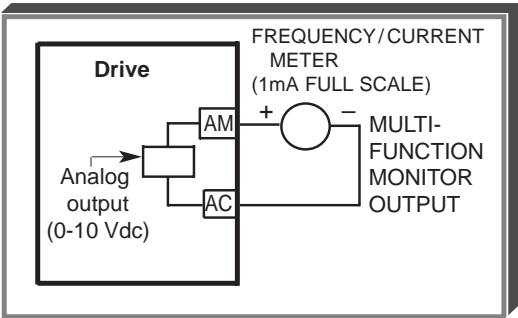 FREQUENCY/CURRENT
METER
(1mA FULL SCALE)
Drive
AM
+
–
MULTI-
FUNCTION
MONITOR
OUTPUT
Analog
output
(0-10 Vdc)
AC